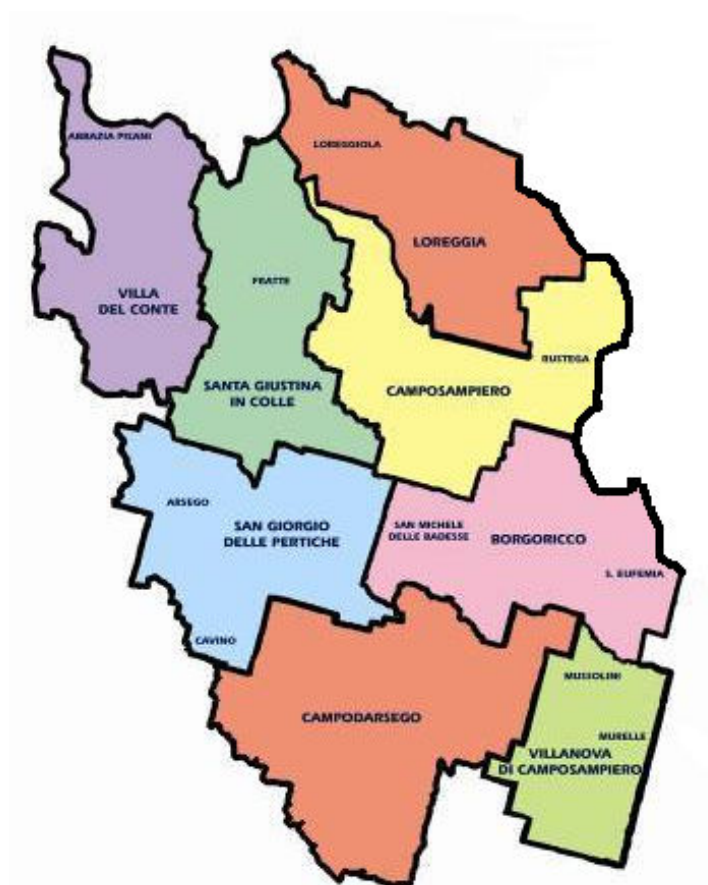 ABBAZIA PISANI
LOREGGIOLA
LOREGGIA
FRATTE
VILLA
DEL CONTE
RUSTEGA
SANTA GIUSTINA
IN COLLE
CAMPOSAMPIERO
ARSEGO
SAN GIORGIO
DELLE PERTICHE
SAN MICHELE
DELLE BADESSE
BORGORICCO
S. EUFEMIA
CAVINO
MUSSOLINI
CAMPODARSEGO
MURELLE
VILLANOVA
DI CAMPOSAMPIERO